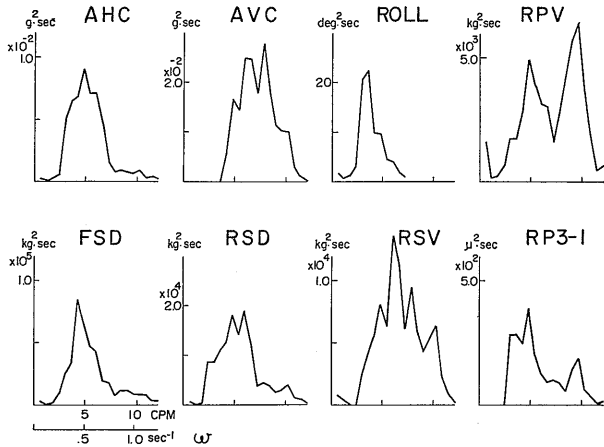 AHC
g².sec
x10⁻²
1.0
AVC
g².sec
x10⁻²
2.0
ROLL
deg².sec
20
RPV
kg².sec
x10³
5.0
FSD
kg².sec
x10⁵
1.0
5 10 CPM
.5 1.0 sec⁻¹ ω
RSD
kg².sec
x10⁴
2.0
RSV
kg².sec
x10⁴
1.0
RP3-1
μ².sec
x10²
5.0